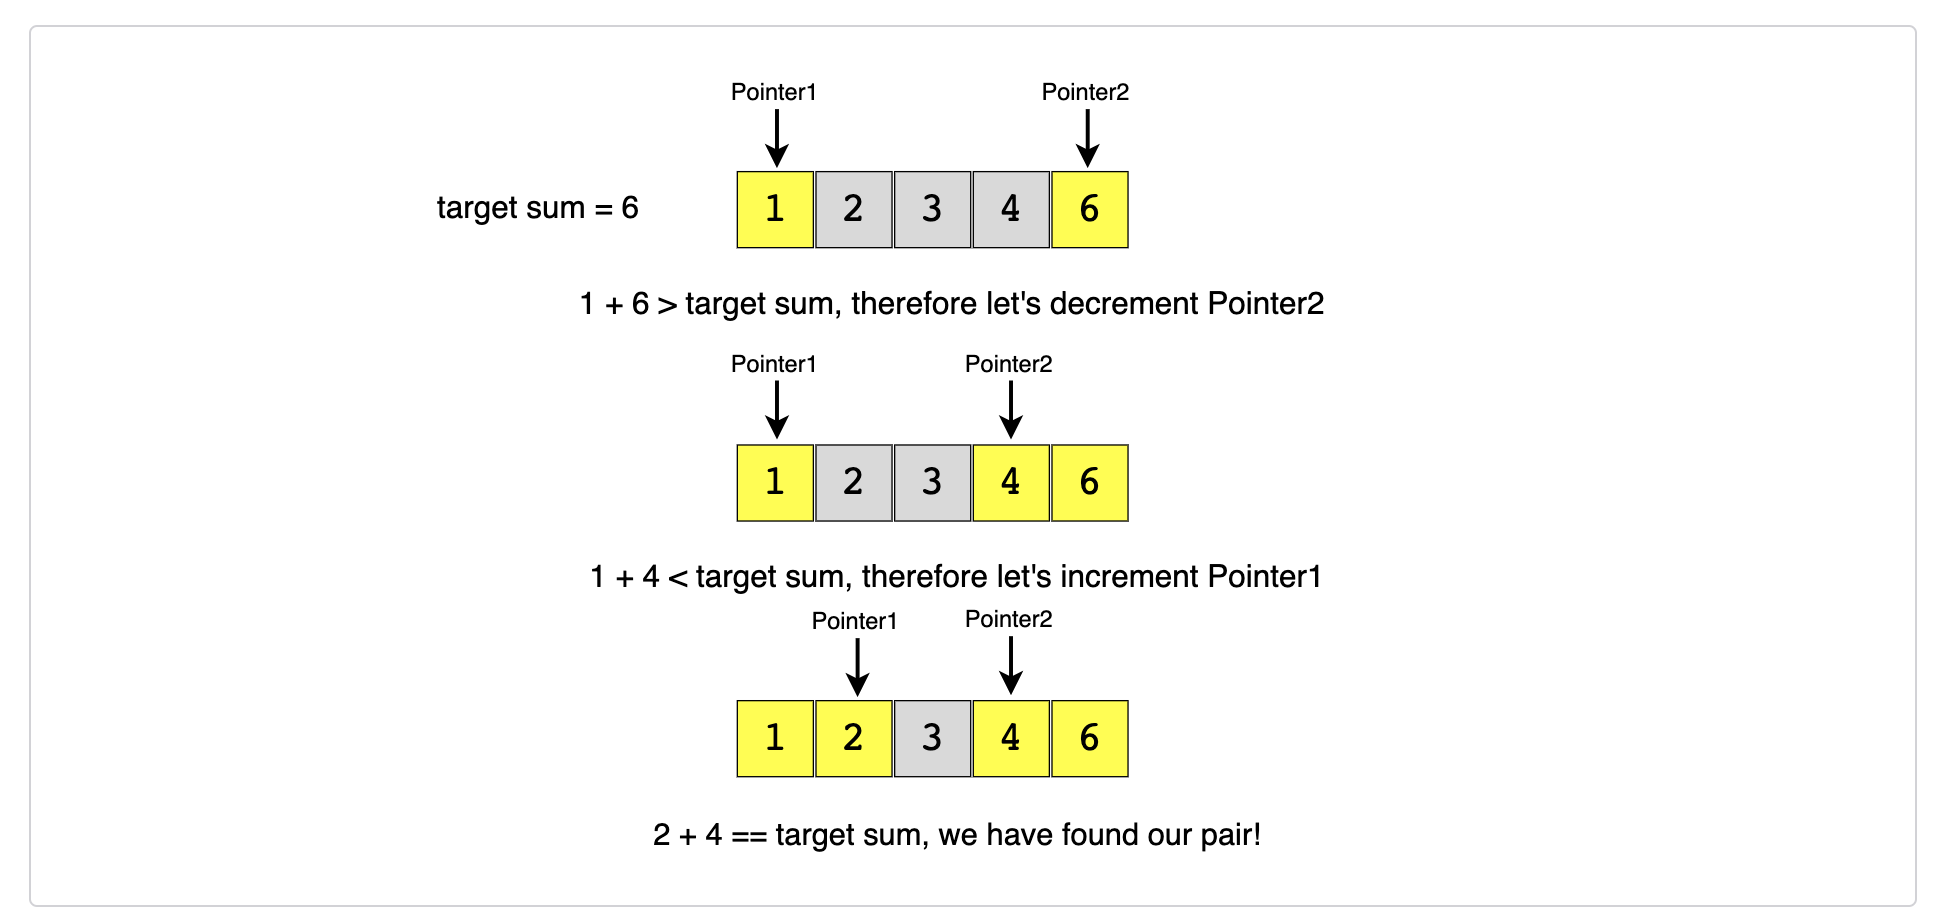 Pointer1 Pointer2
target sum = 6 1 2 3 4 6
1 + 6 > target sum, therefore let's decrement Pointer2
Pointer1 Pointer2
1 2 3 4 6
1 + 4 < target sum, therefore let's increment Pointer1
Pointer1 Pointer2
1 2 3 4 6
2 + 4 == target sum, we have found our pair!